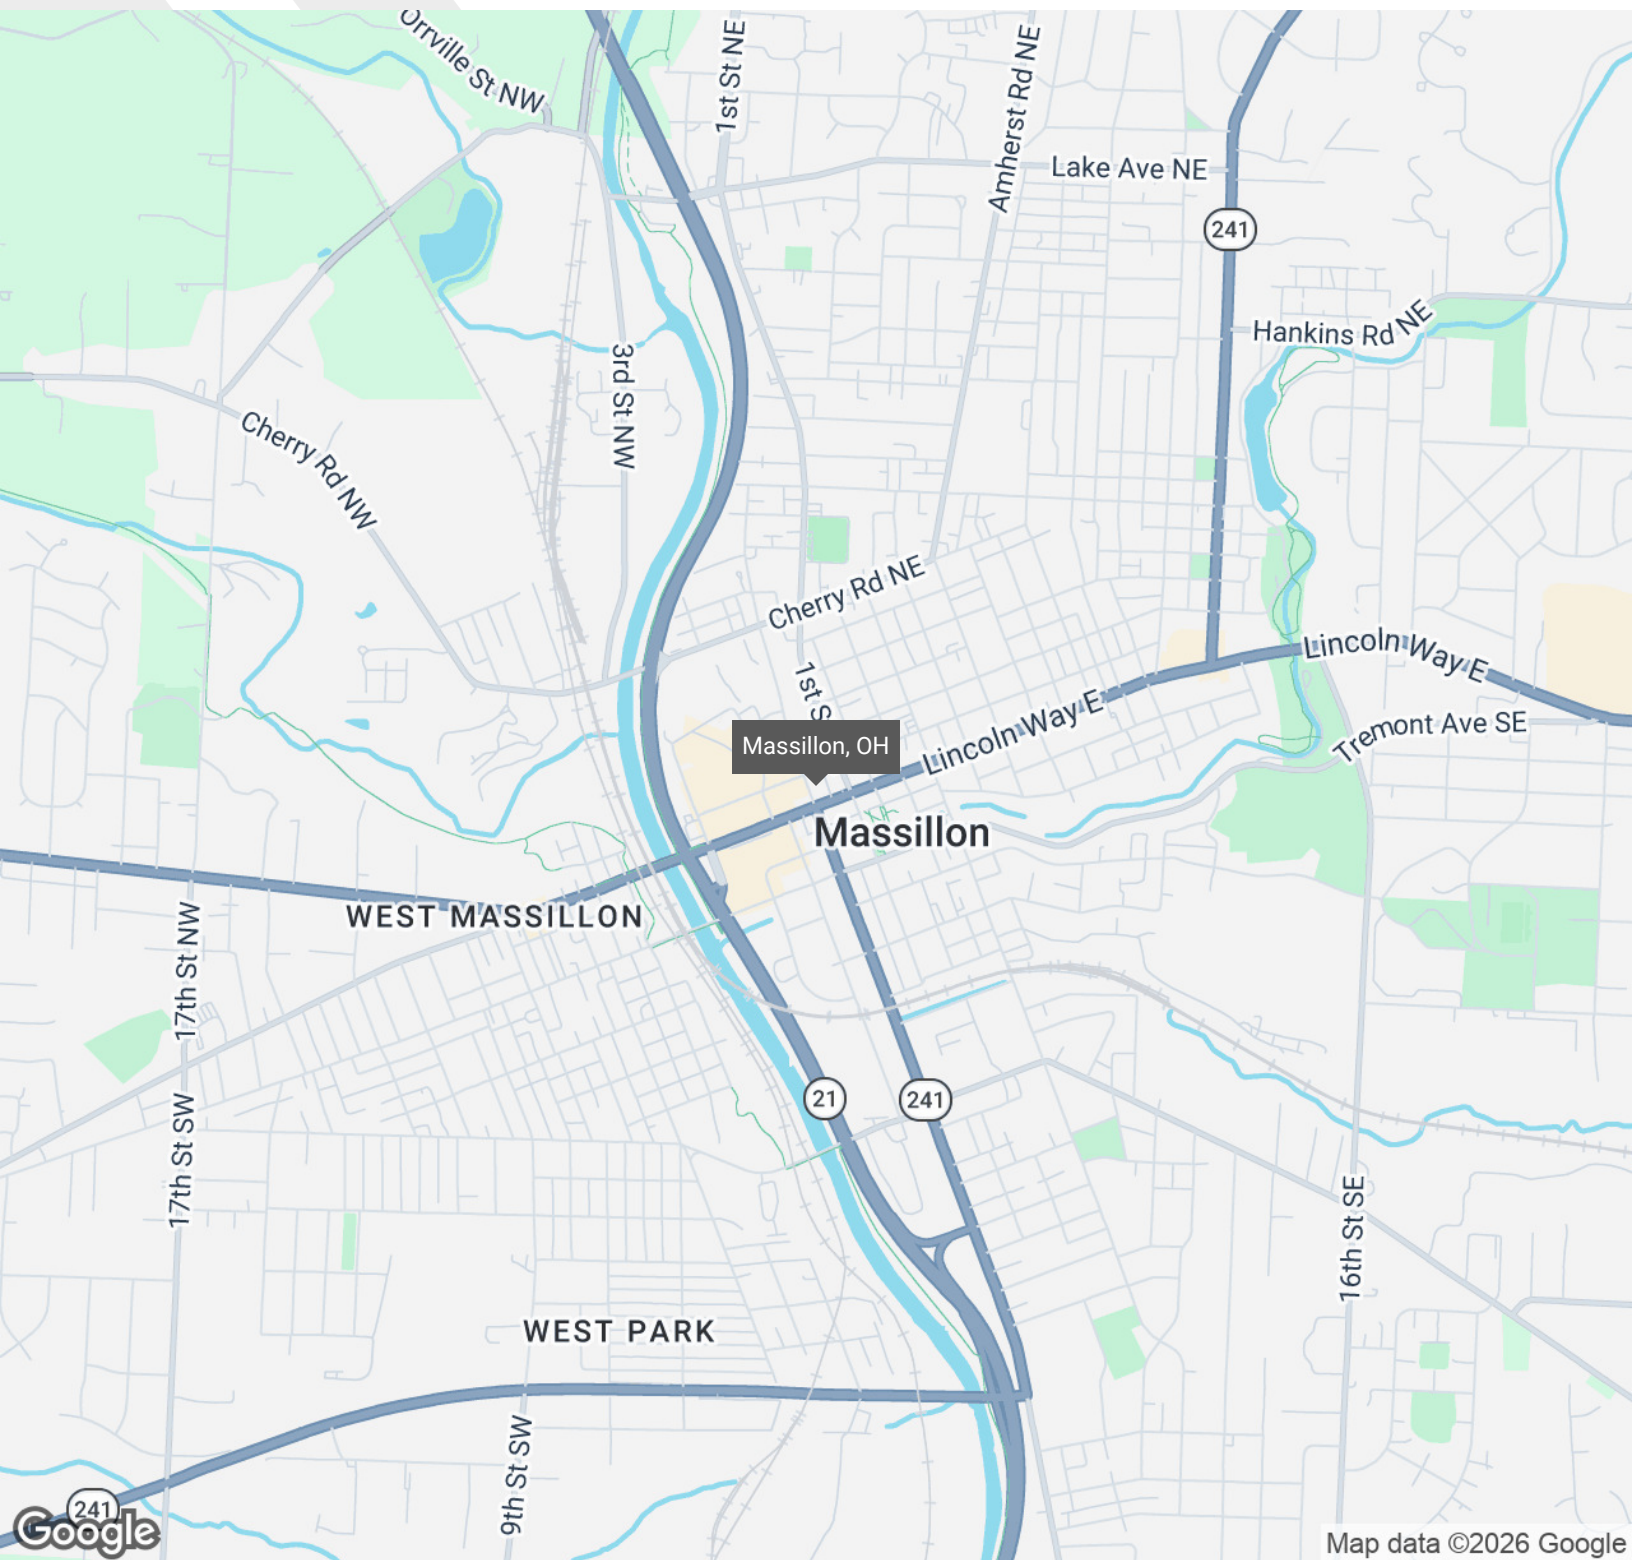 Orrville St NW
1st St NE
Amherst Rd NE
Lake Ave NE
241
Hankins Rd NE
3rd St NW
Cherry Rd NW
Cherry Rd NE
Lincoln Way E
1st S
Massillon, OH
Lincoln Way E
Tremont Ave SE
Massillon
WEST MASSILLON
17th St NW
21
241
17th St SW
16th St SE
WEST PARK
9th St SW
241
Google
Map data ©2026 Google